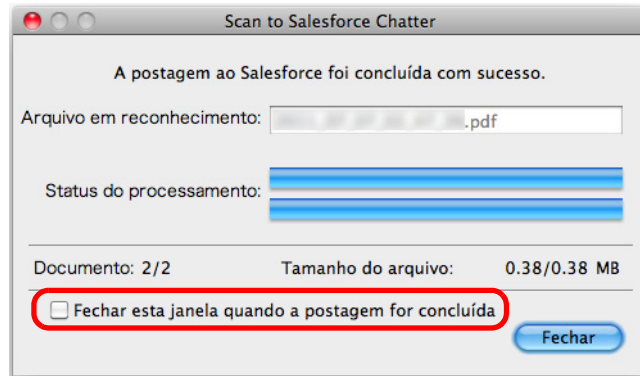 Scan to Salesforce Chatter
A postagem ao Salesforce foi concluída com sucesso.
Arquivo em reconhecimento: .pdf
Status do processamento:
Documento: 2/2 Tamanho do arquivo: 0.38/0.38 MB
Fechar esta janela quando a postagem for concluída
Fechar